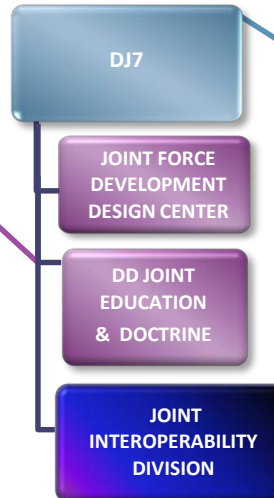 DJ7
JOINT FORCE
DEVELOPMENT
DESIGN CENTER
DD JOINT
EDUCATION
& DOCTRINE
JOINT
INTEROPERABILITY
DIVISION